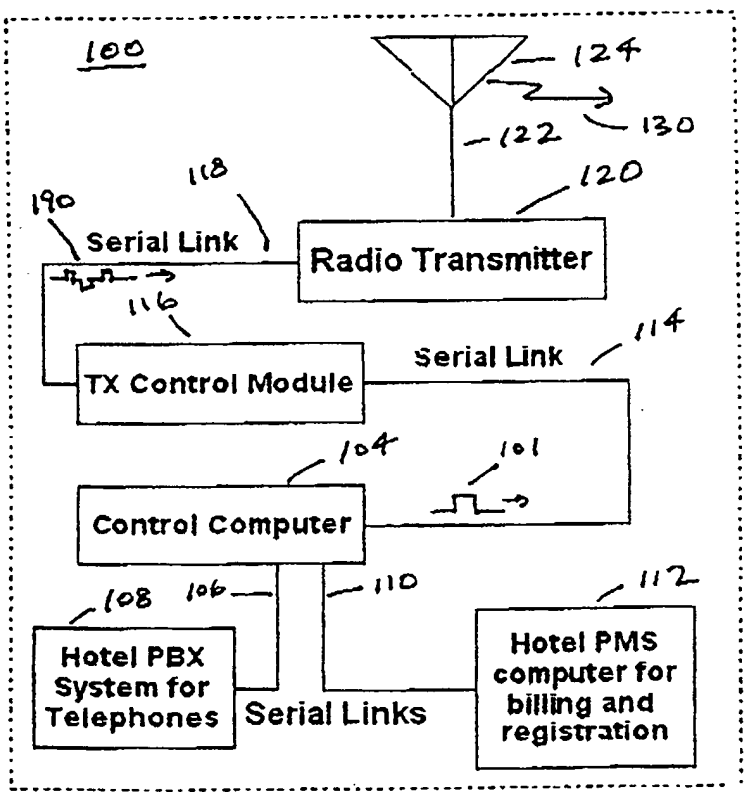 100
124
130
122
118
120
190
Serial Link
Radio Transmitter
116
114
Serial Link
TX Control Module
104
101
Control Computer
108
106
110
112
Hotel PBX
System for
Telephones
Serial Links
Hotel PMS
computer for
billing and
registration